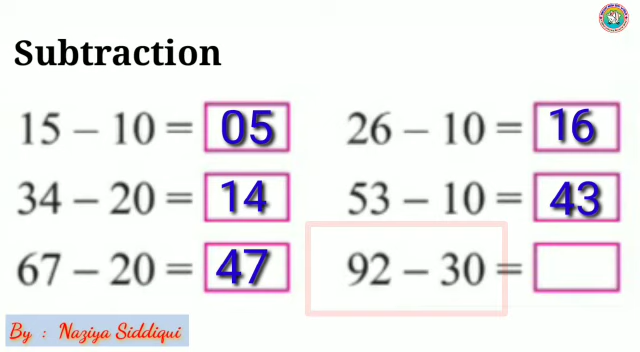 Subtraction
15 – 10 = 05
26 – 10 = 16
34 – 20 = 14
53 – 10 = 43
67 – 20 = 47
92 – 30 =
By : Naziya Siddiqui